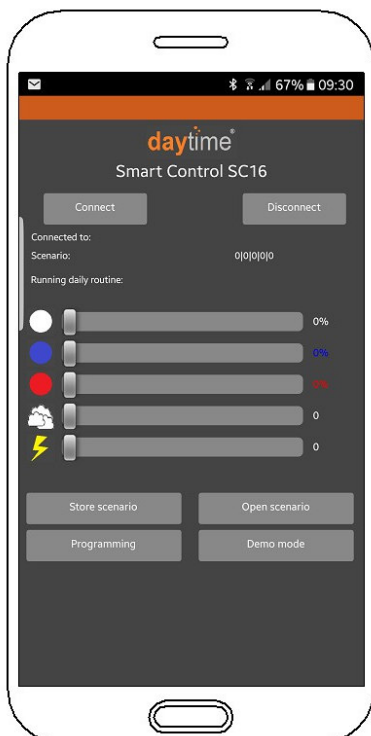 67% 09:30
daytime®
Smart Control SC16
Connect Disconnect
Connected to:
Scenario: 0|0|0|0|0
Running daily routine:
0%
0%
0%
0
0
Store scenario Open scenario
Programming Demo mode